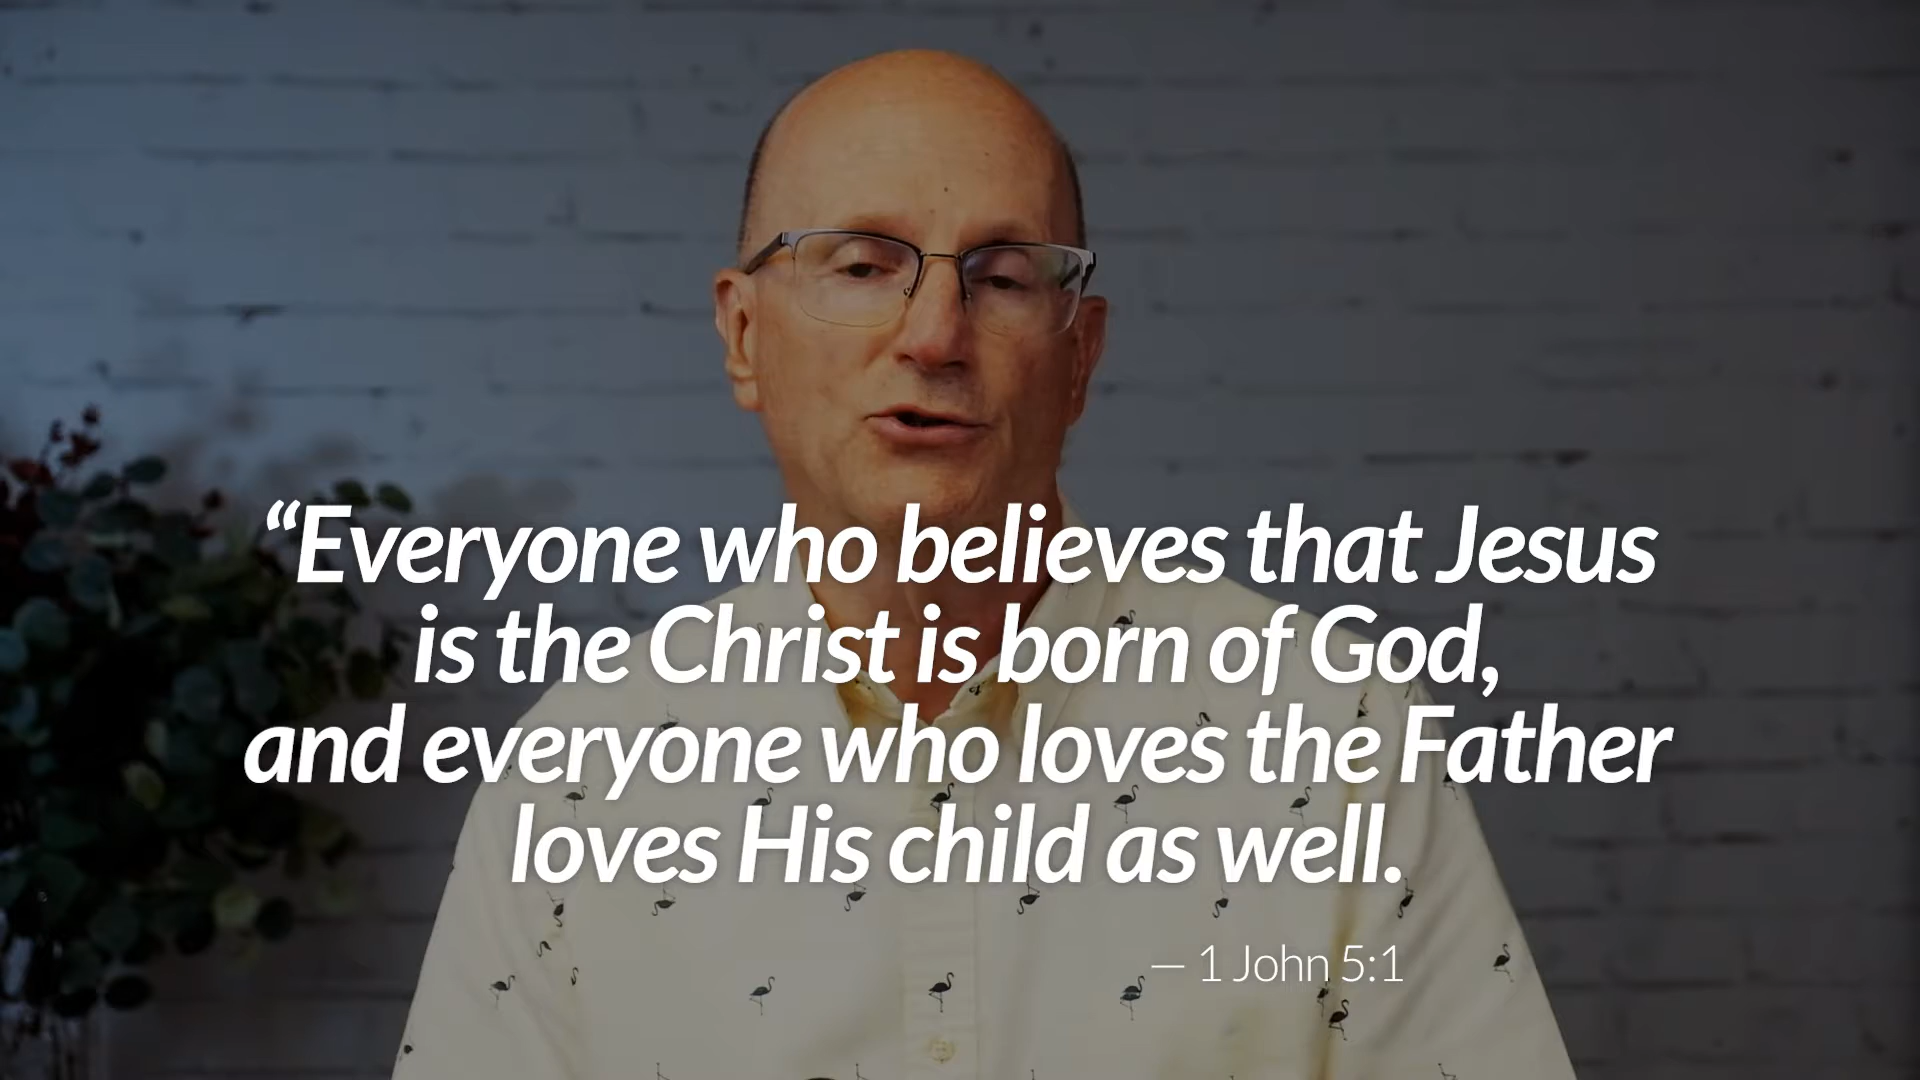 “Everyone who believes that Jesus
is the Christ is born of God,
and everyone who loves the Father
loves His child as well.
— 1 John 5:1